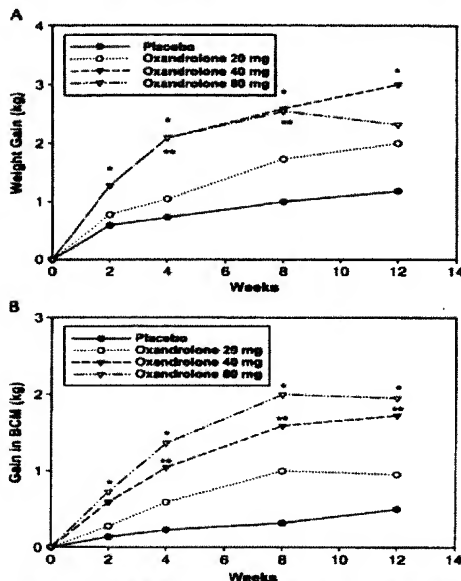 A
4
3
2
1
0
Weight Gain (kg)
Placebo
Oxandrolone 20 mg
Oxandrolone 40 mg
Oxandrolone 80 mg
*
*
**
*
**
*
0 2 4 6 8 10 12 14
Weeks
B
3
2
1
0
Gain in BCM (kg)
Placebo
Oxandrolone 20 mg
Oxandrolone 40 mg
Oxandrolone 80 mg
*
*
**
*
**
*
**
0 2 4 6 8 10 12 14
Weeks